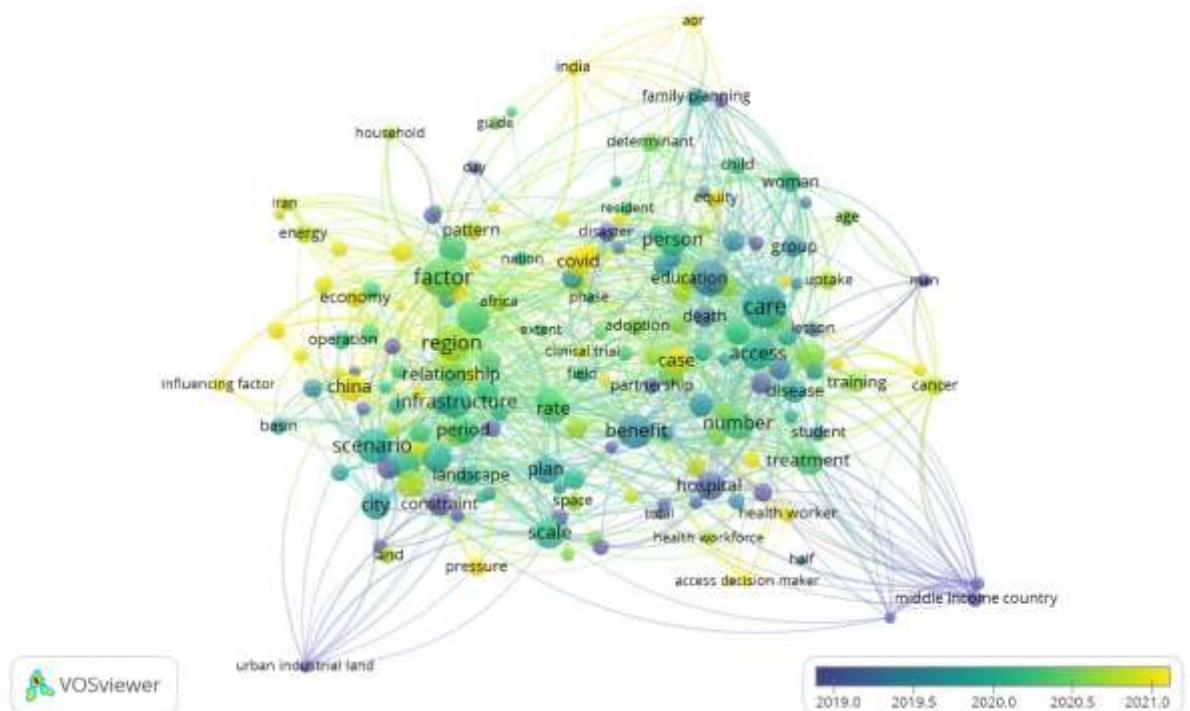 aor
india
family planning
guide
household
determinant
day
child
woman
equity
iran
resident
age
energy
pattern
disaster
person
group
nation
covid
factor
education
uptake
man
economy
africa
phase
care
death
extent
adoption
lesson
operation
region
clinical trial
case
access
relationship
field
influencing factor
china
partnership
disease
training
cancer
infrastructure
rate
basin
period
benefit
number
student
scenario
treatment
landscape
plan
hospital
city
constraint
space
total
health worker
scale
health workforce
land
half
pressure
access decision maker
middle income country
urban industrial land
VOSviewer
2019.0 2019.5 2020.0 2020.5 2021.0